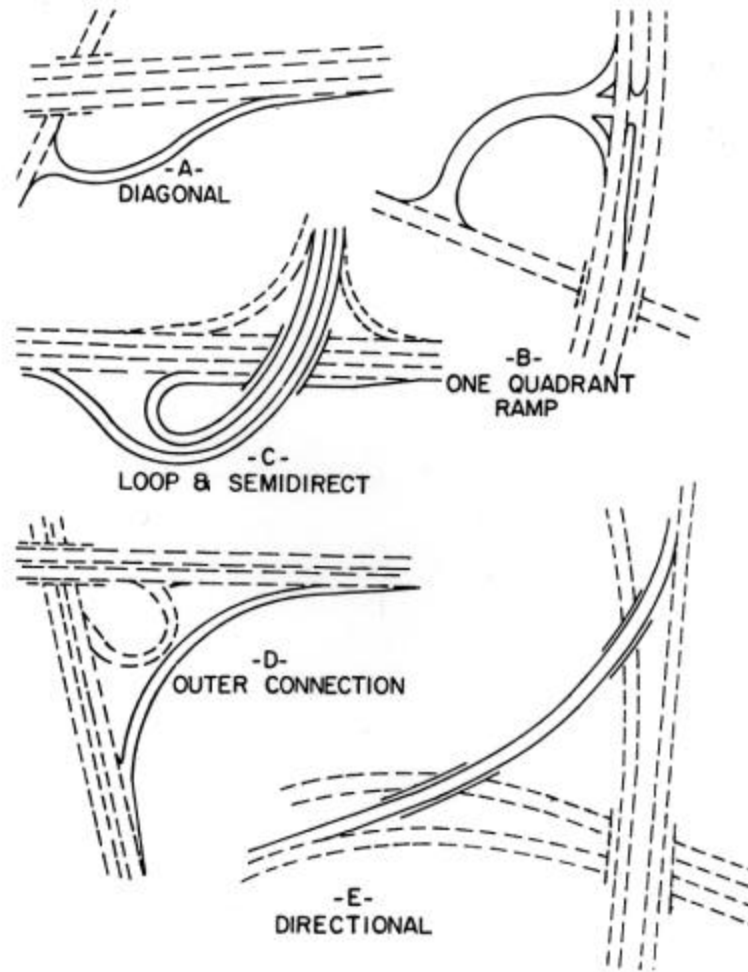 -A-
DIAGONAL
-B-
ONE QUADRANT
RAMP
-C-
LOOP & SEMIDIRECT
-D-
OUTER CONNECTION
-E-
DIRECTIONAL